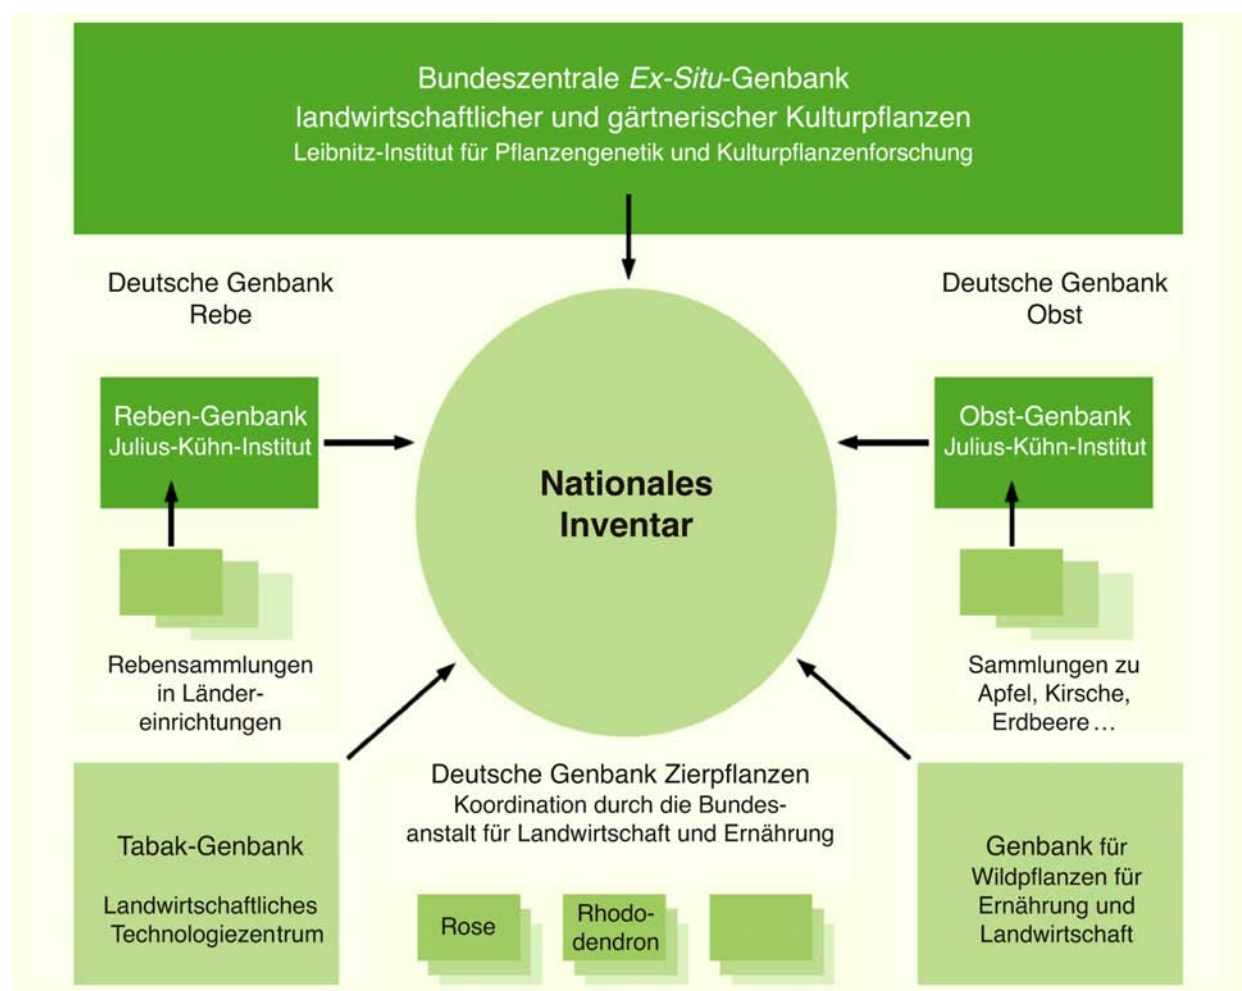 Bundeszentrale Ex-Situ-Genbank
landwirtschaftlicher und gärtnerischer Kulturpflanzen
Leibnitz-Institut für Pflanzengenetik und Kulturpflanzenforschung
Deutsche Genbank
Rebe
Deutsche Genbank
Obst
Reben-Genbank
Julius-Kühn-Institut
Obst-Genbank
Julius-Kühn-Institut
Nationales
Inventar
Rebensammlungen
in Länder-
einrichtungen
Sammlungen zu
Apfel, Kirsche,
Erdbeere ...
Deutsche Genbank Zierpflanzen
Koordination durch die Bundes-
anstalt für Landwirtschaft und Ernährung
Tabak-Genbank
Landwirtschaftliches
Technologiezentrum
Rose
Rhodo-
dendron
Genbank für
Wildpflanzen für
Ernährung und
Landwirtschaft